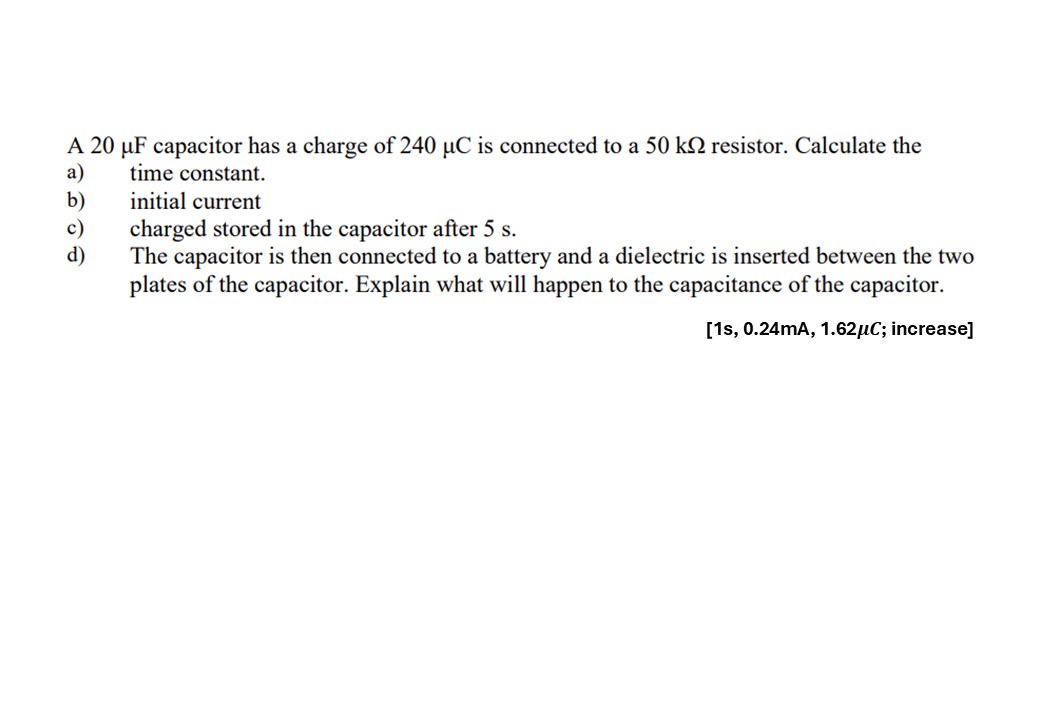 A 20 μF capacitor has a charge of 240 μC is connected to a 50 kΩ resistor. Calculate the
a) time constant.
b) initial current
c) charged stored in the capacitor after 5 s.
d) The capacitor is then connected to a battery and a dielectric is inserted between the two
plates of the capacitor. Explain what will happen to the capacitance of the capacitor.
[1s, 0.24mA, 1.62μC; increase]